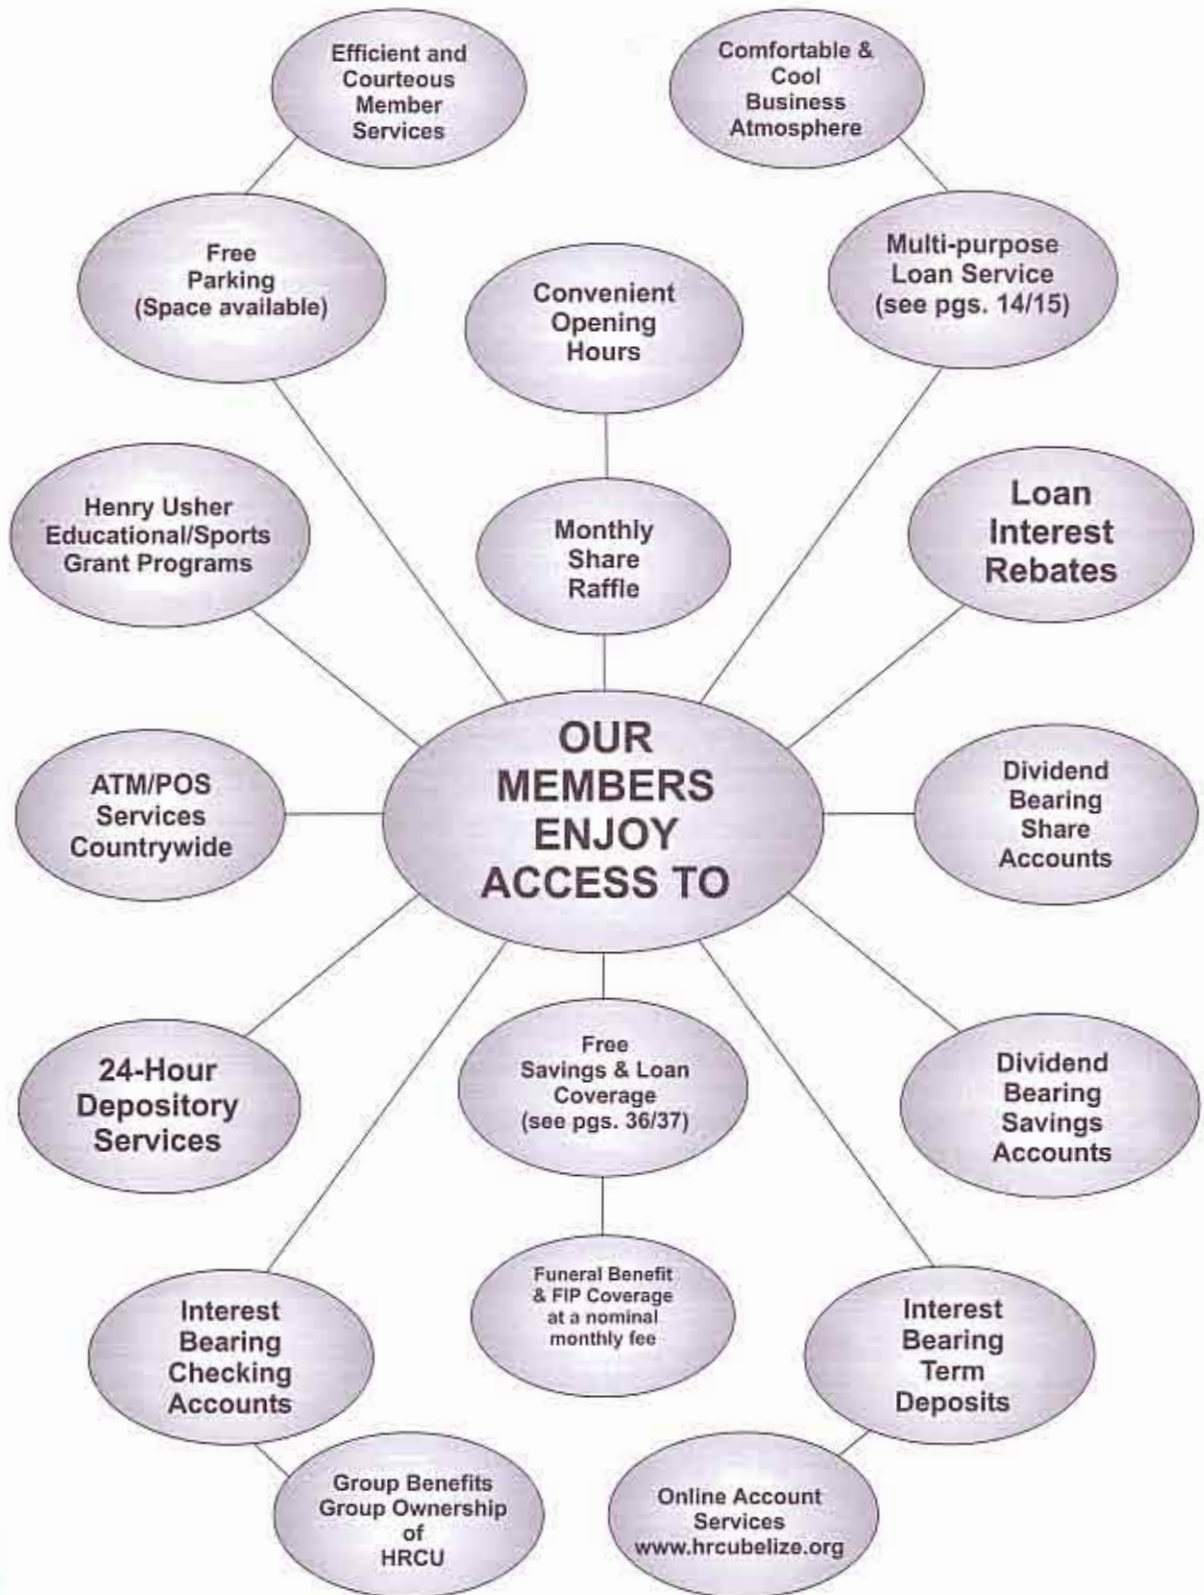 Efficient and
Courteous
Member
Services
Comfortable &
Cool
Business
Atmosphere
Free
Parking
(Space available)
Convenient
Opening
Hours
Multi-purpose
Loan Service
(see pgs. 14/15)
Henry Usher
Educational/Sports
Grant Programs
Monthly
Share
Raffle
Loan
Interest
Rebates
OUR
MEMBERS
ENJOY
ACCESS TO
ATM/POS
Services
Countrywide
Dividend
Bearing
Share
Accounts
24-Hour
Depository
Services
Free
Savings & Loan
Coverage
(see pgs. 36/37)
Dividend
Bearing
Savings
Accounts
Interest
Bearing
Checking
Accounts
Funeral Benefit
& FIP Coverage
at a nominal
monthly fee
Interest
Bearing
Term
Deposits
Group Benefits
Group Ownership
of
HRCU
Online Account
Services
www.hrcubelize.org